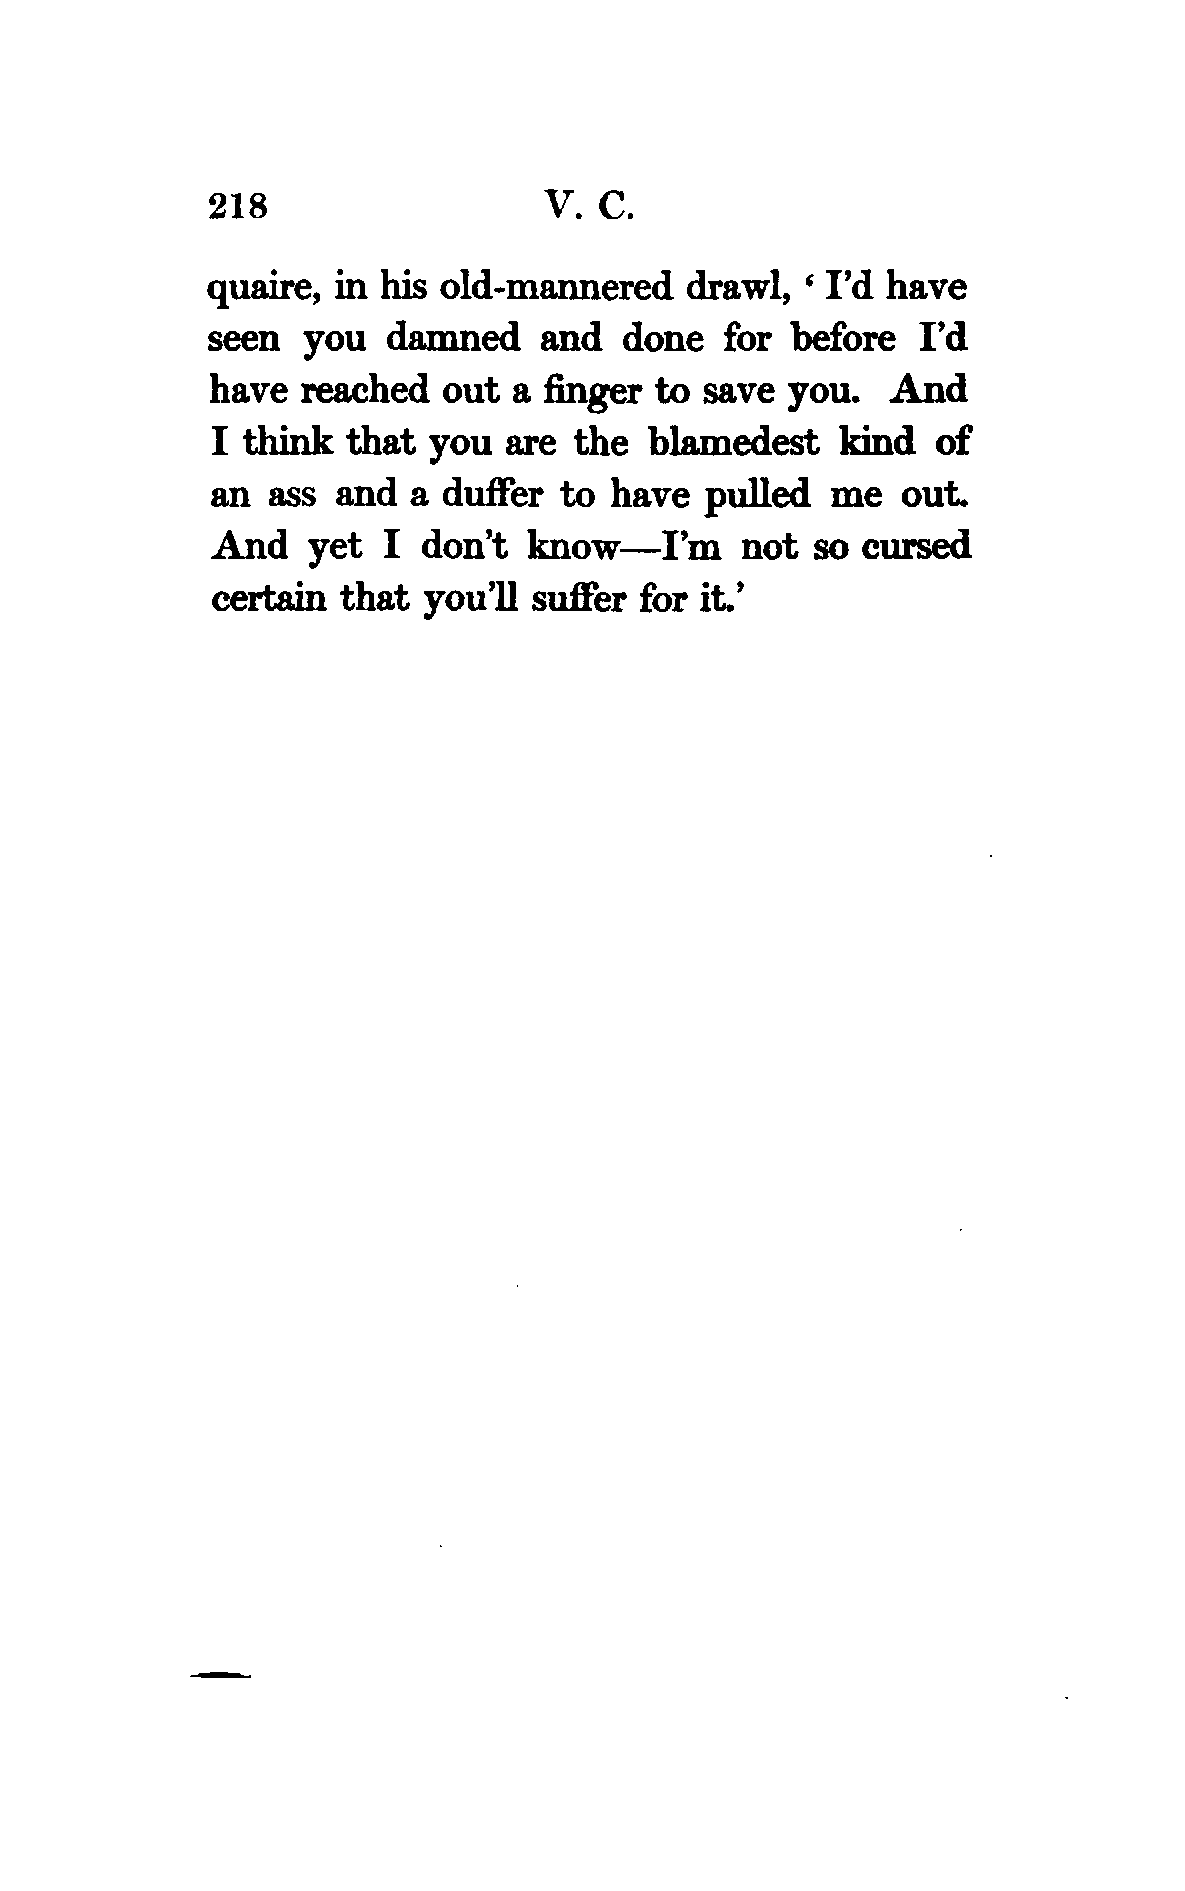 218 V. C.
quaire, in his old-mannered drawl, ‘ I’d have
seen you damned and done for before I’d
have reached out a finger to save you. And
I think that you are the blamedest kind of
an ass and a duffer to have pulled me out.
And yet I don’t know—I’m not so cursed
certain that you’ll suffer for it.’